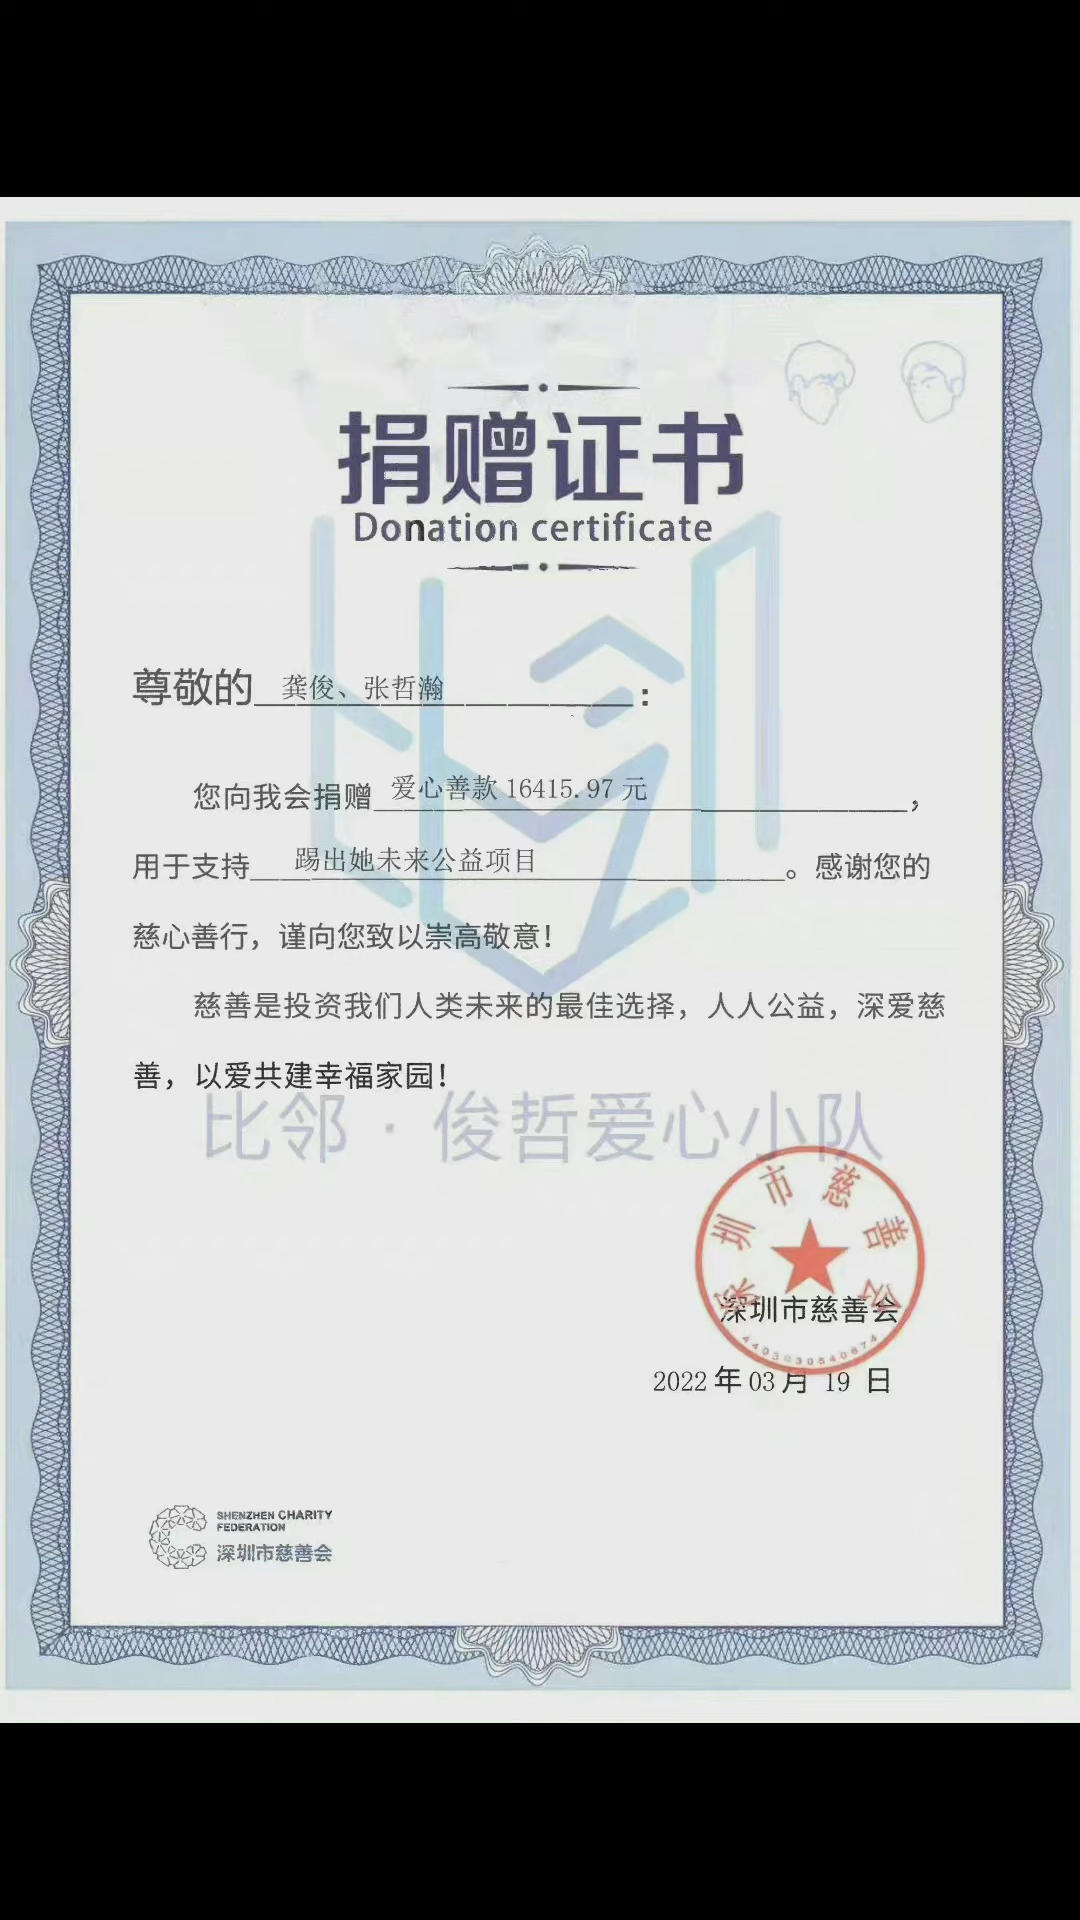 捐赠证书
Donation certificate
尊敬的 龚俊、张哲瀚 :
您向我会捐赠 爱心善款 16415.97 元 ，
用于支持 踢出她未来公益项目 。感谢您的
慈心善行，谨向您致以崇高敬意！
慈善是投资我们人类未来的最佳选择，人人公益，深爱慈
善，以爱共建幸福家园！
比邻·俊哲爱心小队
深圳市慈善会
深圳市慈善会
2022 年 03 月 19 日
SHENZHEN CHARITY
FEDERATION
深圳市慈善会